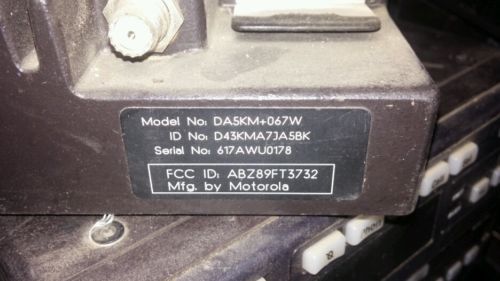 Model No: DA5KM+067W
ID No: D43KMA7JA5BK
Serial No: 617AWU0178
FCC ID: ABZ89FT3732
Mfg. by Motorola